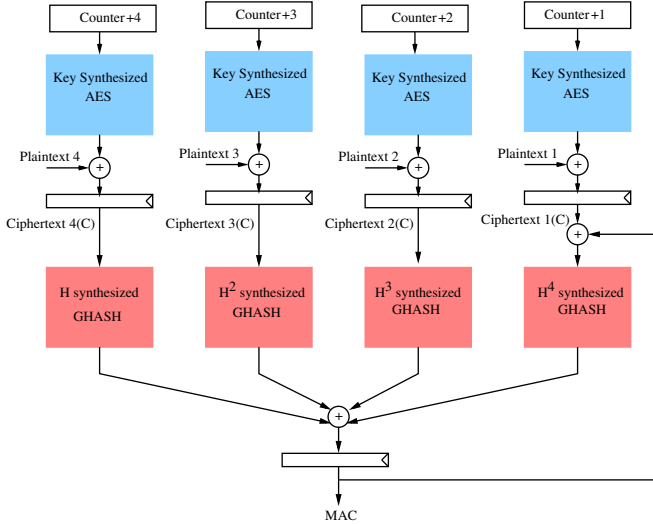 Counter+4 Counter+3 Counter+2 Counter+1
Key Synthesized Key Synthesized Key Synthesized Key Synthesized
AES AES AES AES
Plaintext 4 + Plaintext 3 + Plaintext 2 + Plaintext 1 +
Ciphertext 4(C) Ciphertext 3(C) Ciphertext 2(C) Ciphertext 1(C)
+
H synthesized H² synthesized H³ synthesized H⁴ synthesized
GHASH GHASH GHASH GHASH
+
MAC